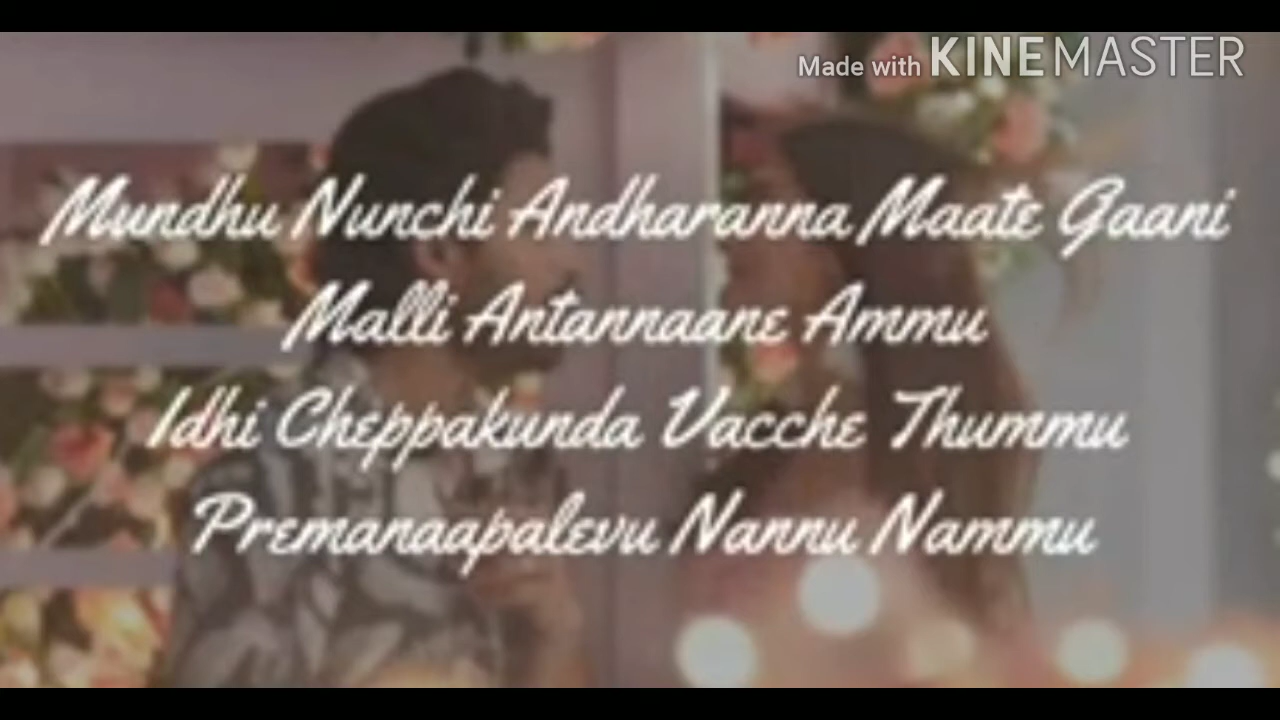 Made with KINEMASTER
Mundhu Nunchi Andharanna Maate Gaani
Malli Antannaane Ammu
Idhi Cheppakunda Vacche Thummu
Premanaapalevu Nannu Nammu